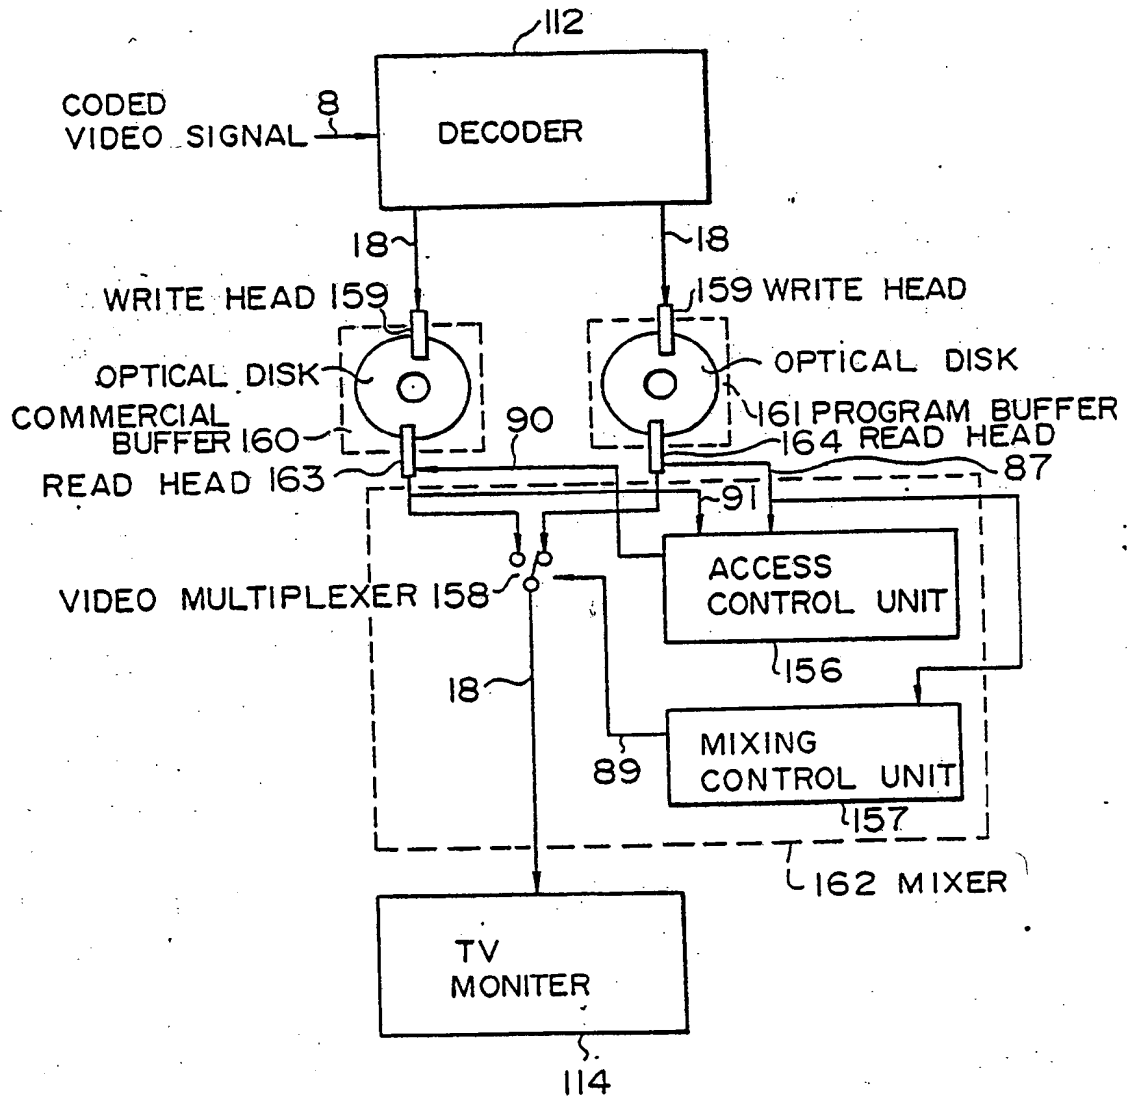 112
CODED
VIDEO SIGNAL
8
DECODER
18
18
WRITE HEAD 159
159 WRITE HEAD
OPTICAL DISK
OPTICAL DISK
COMMERCIAL
BUFFER 160
161 PROGRAM BUFFER
90
164 READ HEAD
READ HEAD 163
87
91
ACCESS
CONTROL UNIT
VIDEO MULTIPLEXER 158
156
18
MIXING
CONTROL UNIT
89
157
162 MIXER
TV
MONITER
114